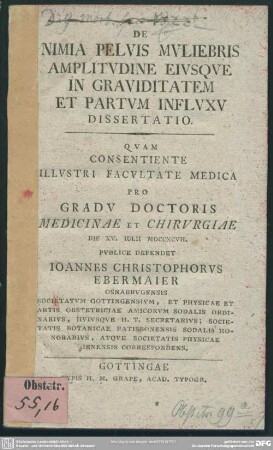 DE
NIMIA PELVIS MVLIEBRIS
AMPLITVDINE EIVSQVE
IN GRAVIDITATEM
ET PARTVM INFLVXV
DISSERTATIO.
QVAM
CONSENTIENTE
ILLVSTRI FACVLTATE MEDICA
PRO
GRADV DOCTORIS
MEDICINAE ET CHIRVRGIAE
DIE XV. IVLII MDCCXCVII.
PVBLICE DEFENDET
IOANNES CHRISTOPHORVS
EBERMAIER
OSNABRVGENSIS
SOCIETATVM GOTTINGENSIVM, ET PHYSICAE ET
ARTIS OBSTETRICIAE AMICORVM SODALIS ORDI-
NARIVS, HVIVSQVE H. T. SECRETARIVS; SOCIE-
TATIS BOTANICAE RATISBONENSIS SODALIS HO-
NORARIVS, ATQVE SOCIETATIS PHYSICAE
IENENSIS CORRESPONDENS.
Obstetr.
55,16
GOTTINGAE
TYPIS H. M. GRAPE, ACAD. TYPOGR.